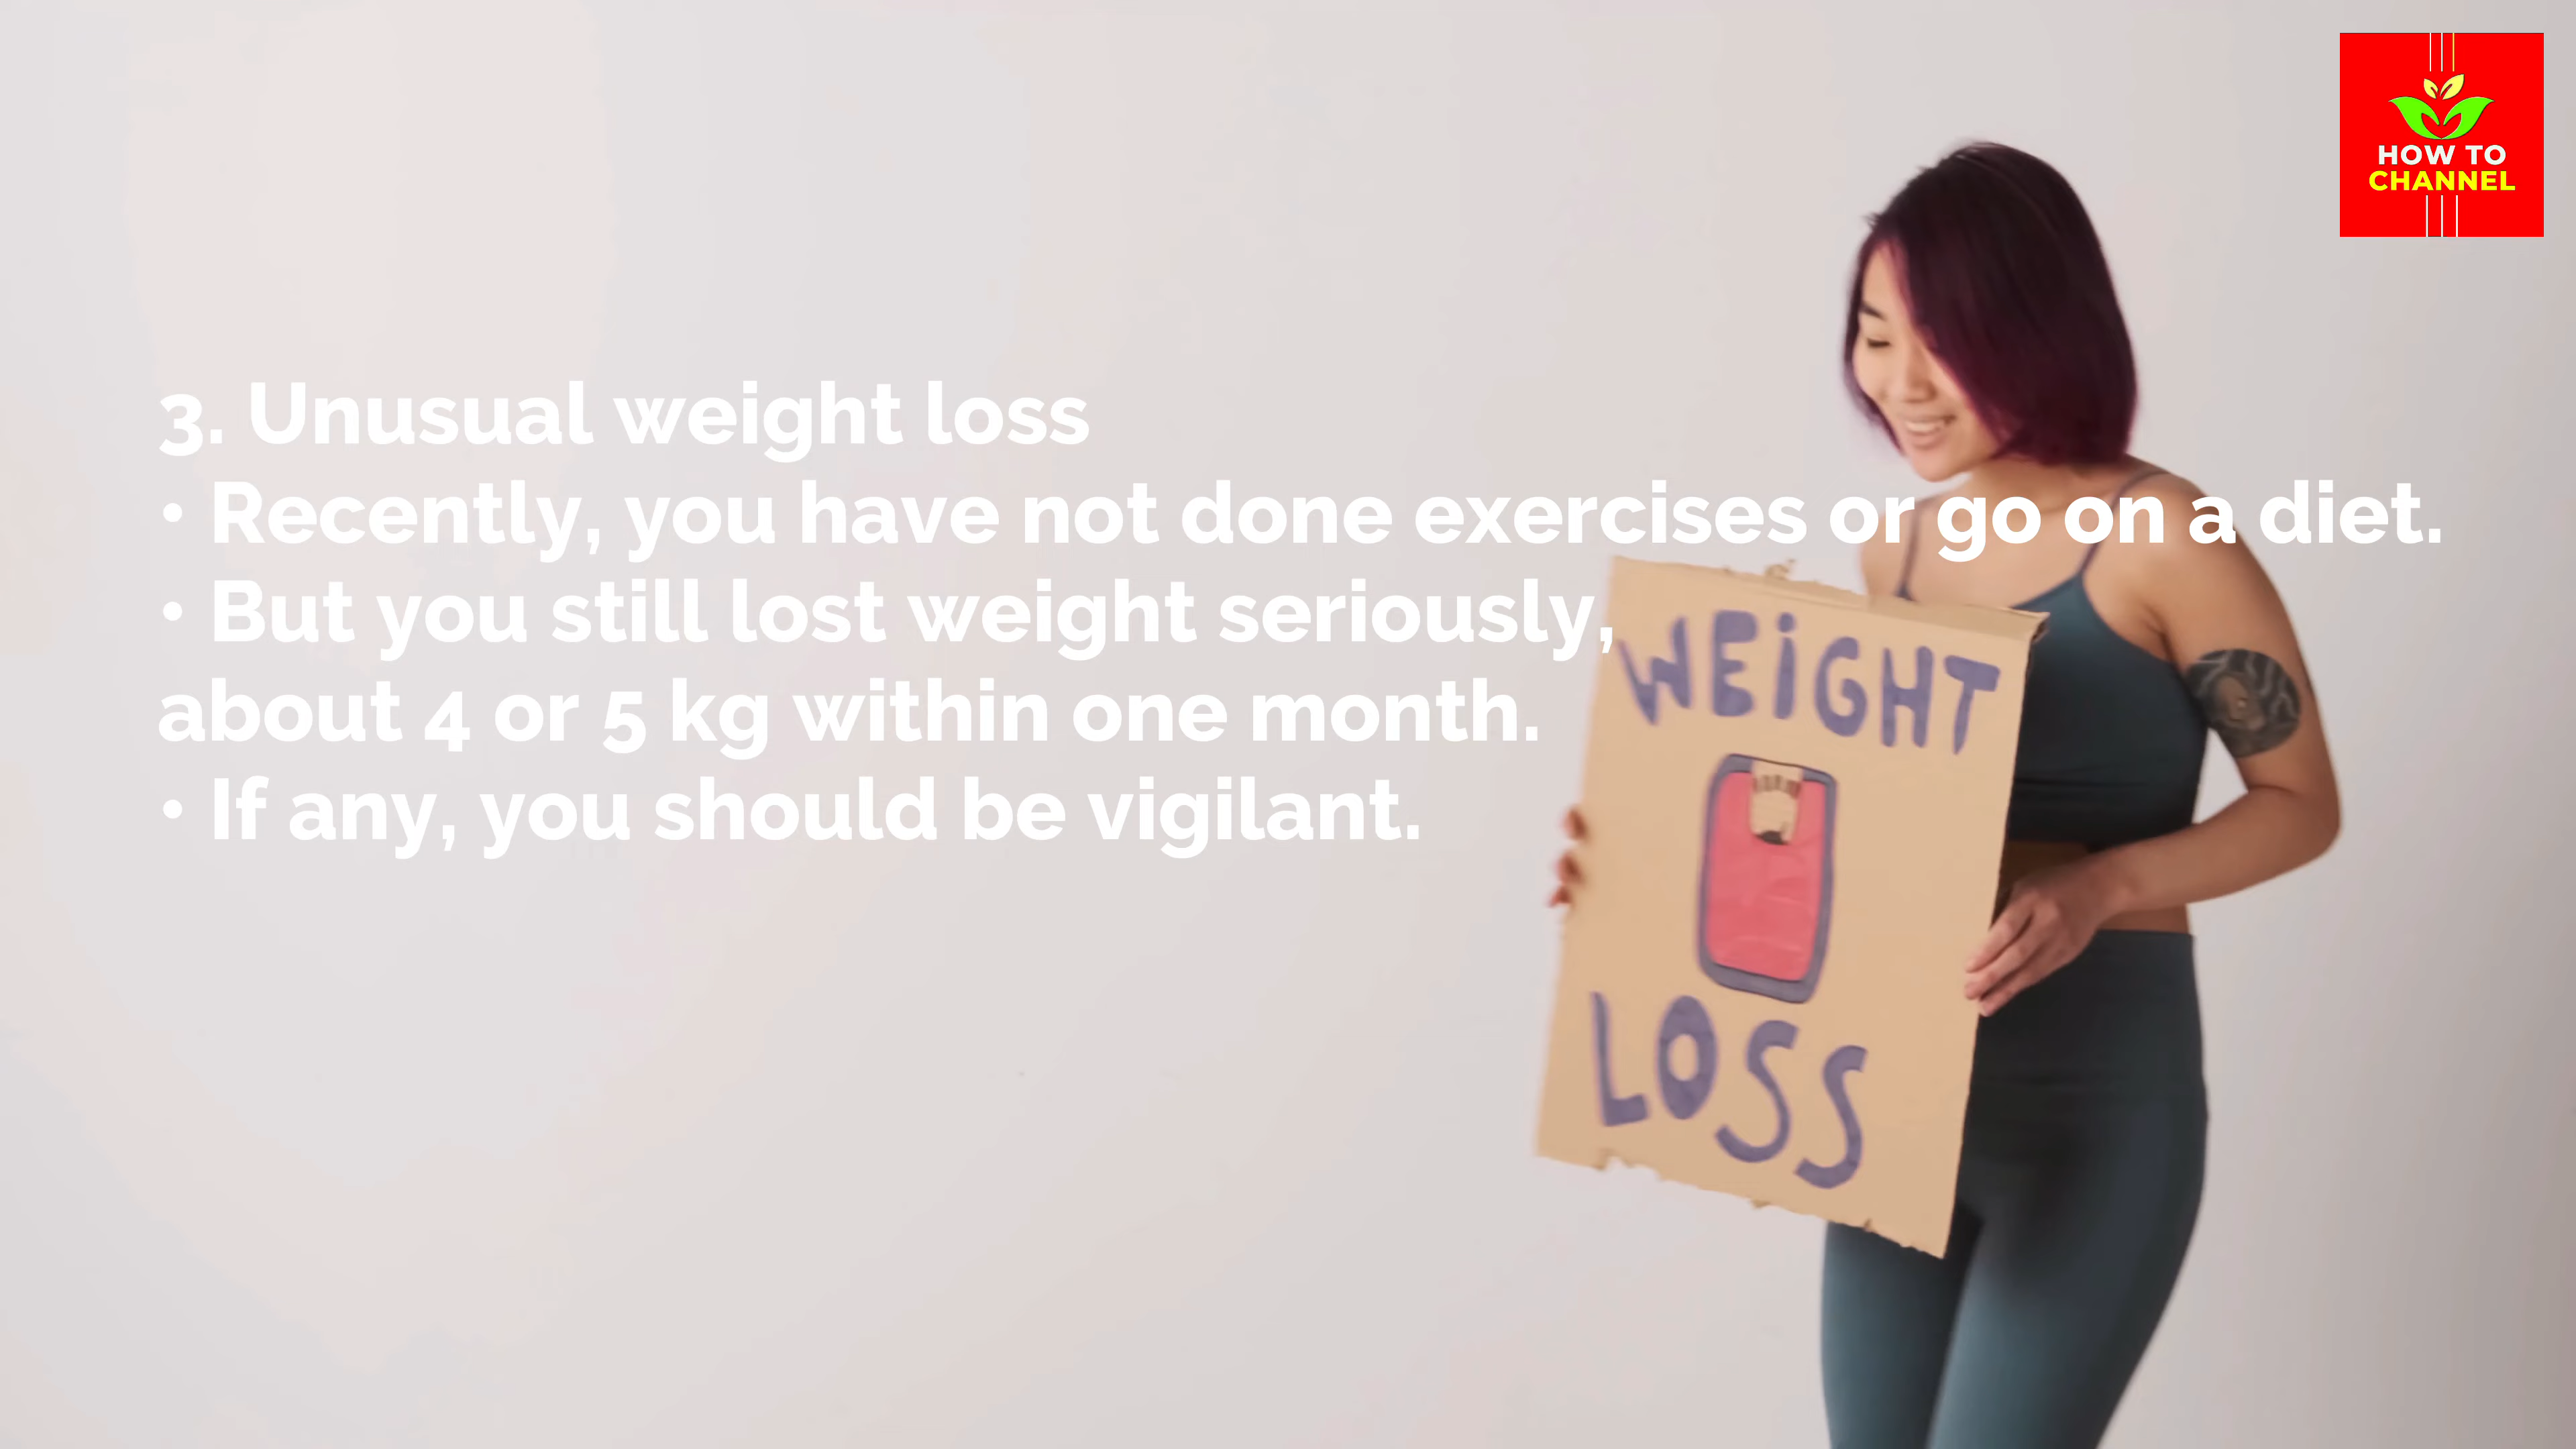 HOW TO
CHANNEL
3. Unusual weight loss
• Recently, you have not done exercises or go on a diet.
• But you still lost weight seriously,
about 4 or 5 kg within one month.
• If any, you should be vigilant.
WEiGHT
LOSS